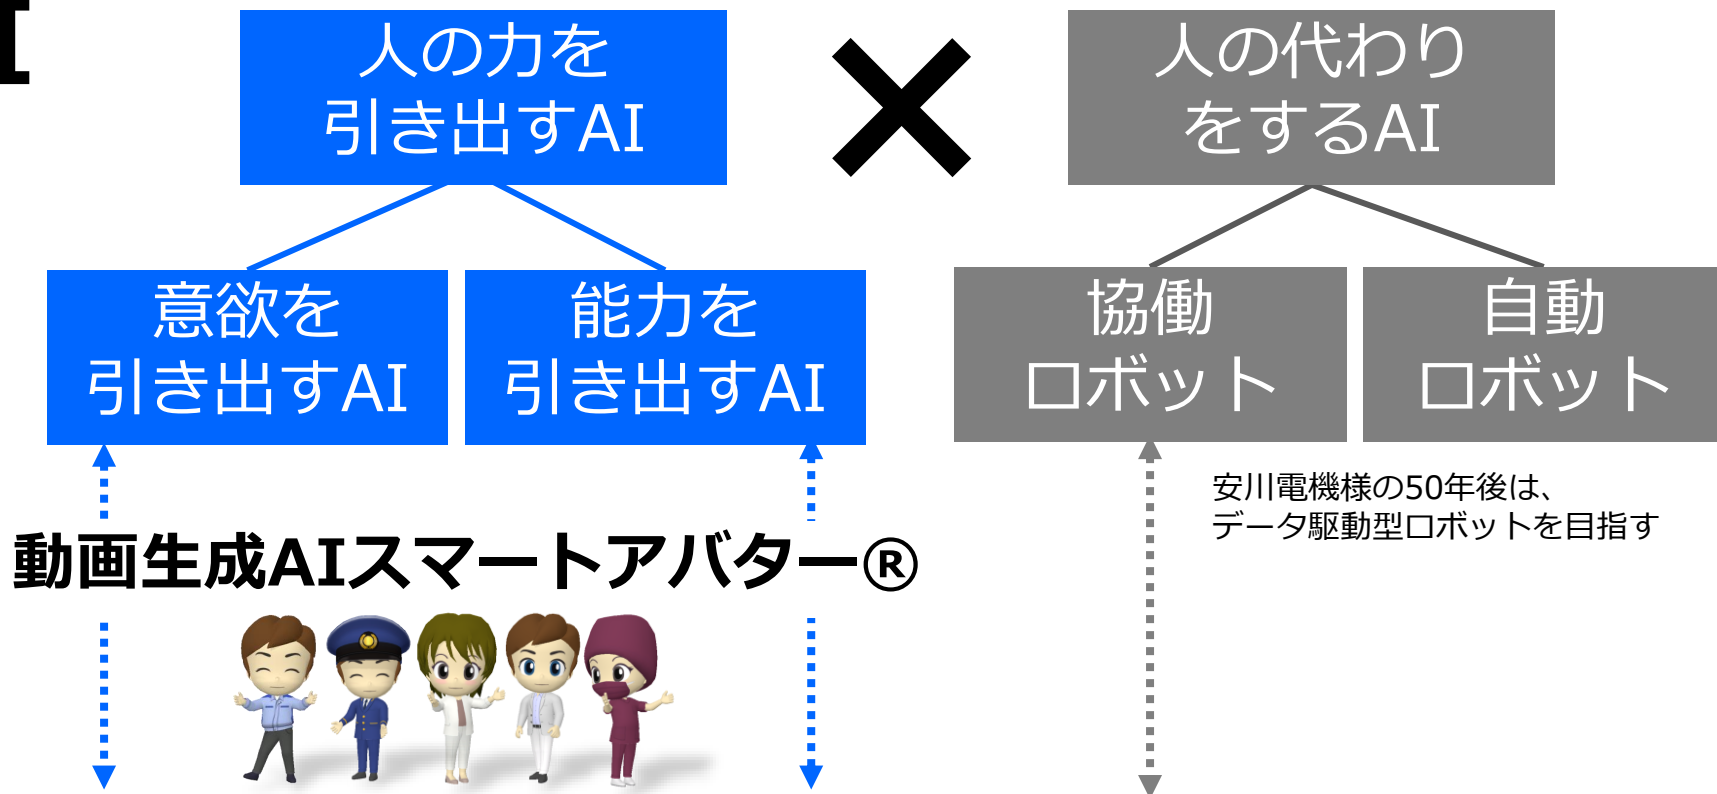 人の力を
引き出すAI
×
人の代わり
をするAI
意欲を
引き出すAI
能力を
引き出すAI
協働
ロボット
自動
ロボット
安川電機様の50年後は、
データ駆動型ロボットを目指す
動画生成AIスマートアバター®